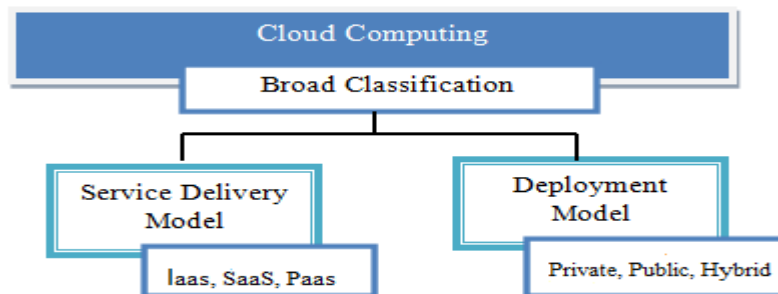 Cloud Computing
Broad Classification
Service Delivery
Model
Iaas, SaaS, Paas
Deployment
Model
Private, Public, Hybrid